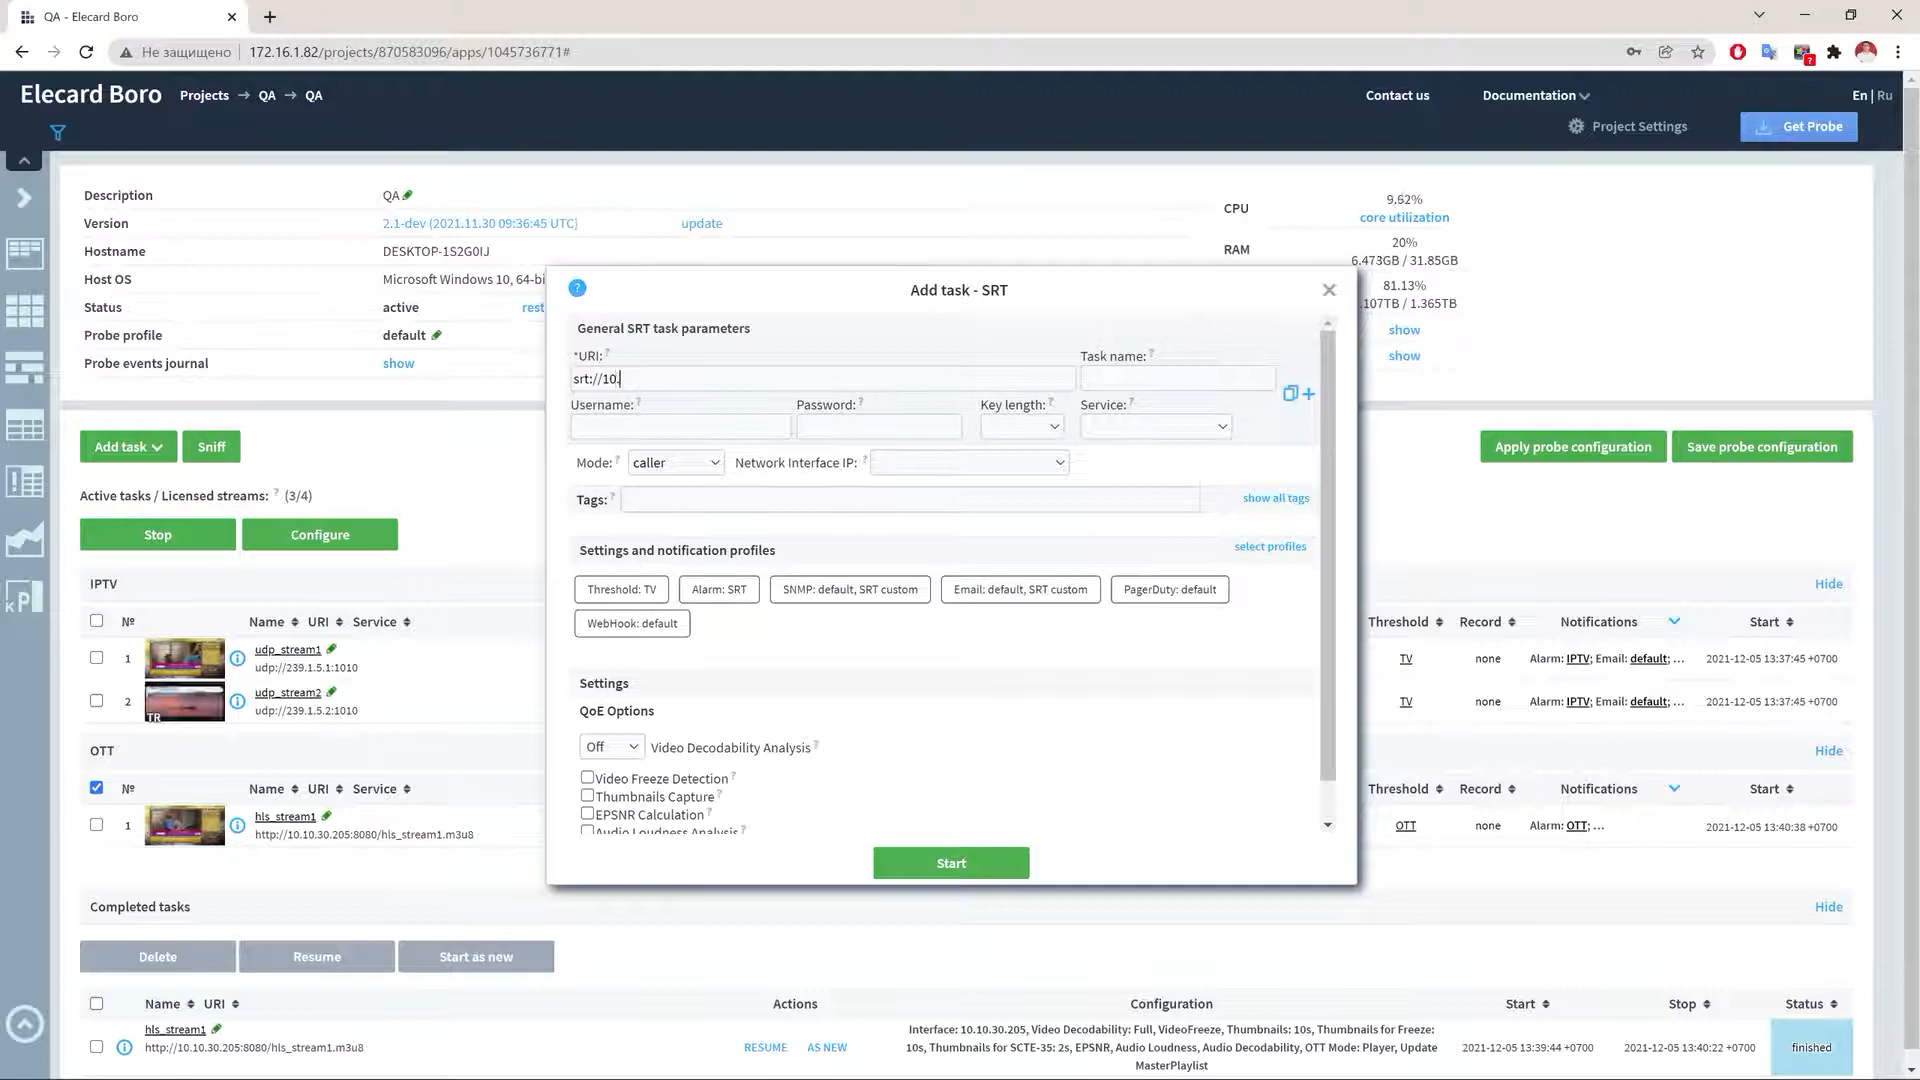 QA - Elecard Boro
Не защищено
172.16.1.82/projects/870583096/apps/1045736771#
Elecard Boro
Projects → QA → QA
Contact us
Documentation
En | Ru
Project Settings
Get Probe
Description QA
Version 2.1-dev (2021.11.30 09:36:45 UTC) update
Hostname DESKTOP-1S2G0IJ
Host OS Microsoft Windows 10, 64-bi
Status active rest
Probe profile default
Probe events journal show
CPU 9.62%
core utilization
RAM 20%
6.473GB / 31.85GB
81.13%
.107TB / 1.365TB
show
show
Add task
Sniff
Apply probe configuration
Save probe configuration
Active tasks / Licensed streams: ? (3/4)
Stop
Configure
IPTV
Hide
№ Name URI Service
Threshold Record Notifications Start
1 udp_stream1
udp://239.1.5.1:1010
TV none Alarm: IPTV; Email: default; ... 2021-12-05 13:37:45 +0700
2 udp_stream2
udp://239.1.5.2:1010
TR
TV none Alarm: IPTV; Email: default; ... 2021-12-05 13:37:45 +0700
OTT
Hide
№ Name URI Service
Threshold Record Notifications Start
1 hls_stream1
http://10.10.30.205:8080/hls_stream1.m3u8
OTT none Alarm: OTT; ... 2021-12-05 13:40:38 +0700
Add task - SRT
General SRT task parameters
*URI: ?
Task name: ?
srt://10.
Username: ? Password: ? Key length: ? Service: ?
Mode: ? caller Network Interface IP: ?
Tags: ? show all tags
Settings and notification profiles
select profiles
Threshold: TV
Alarm: SRT
SNMP: default, SRT custom
Email: default, SRT custom
PagerDuty: default
WebHook: default
Settings
QoE Options
Off Video Decodability Analysis ?
Video Freeze Detection ?
Thumbnails Capture ?
EPSNR Calculation ?
Audio Loudness Analysis ?
Start
Completed tasks
Hide
Delete
Resume
Start as new
Name URI Actions Configuration Start Stop Status
hls_stream1
http://10.10.30.205:8080/hls_stream1.m3u8
RESUME AS NEW
Interface: 10.10.30.205, Video Decodability: Full, VideoFreeze, Thumbnails: 10s, Thumbnails for Freeze:
10s, Thumbnails for SCTE-35: 2s, EPSNR, Audio Loudness, Audio Decodability, OTT Mode: Player, Update
MasterPlaylist
2021-12-05 13:39:44 +0700
2021-12-05 13:40:22 +0700
finished
KP